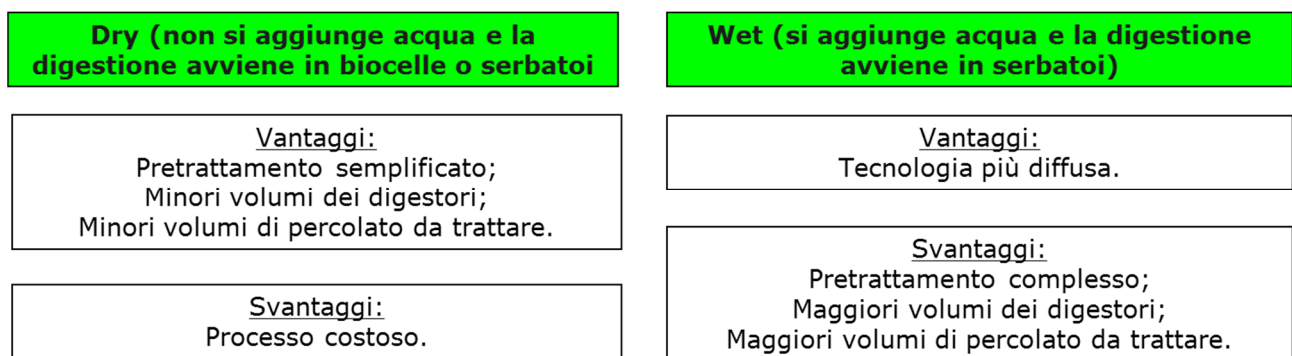 Dry (non si aggiunge acqua e la
digestione avviene in biocelle o serbatoi
Vantaggi:
Pretrattamento semplificato;
Minori volumi dei digestori;
Minori volumi di percolato da trattare.
Svantaggi:
Processo costoso.
Wet (si aggiunge acqua e la digestione
avviene in serbatoi)
Vantaggi:
Tecnologia più diffusa.
Svantaggi:
Pretrattamento complesso;
Maggiori volumi dei digestori;
Maggiori volumi di percolato da trattare.